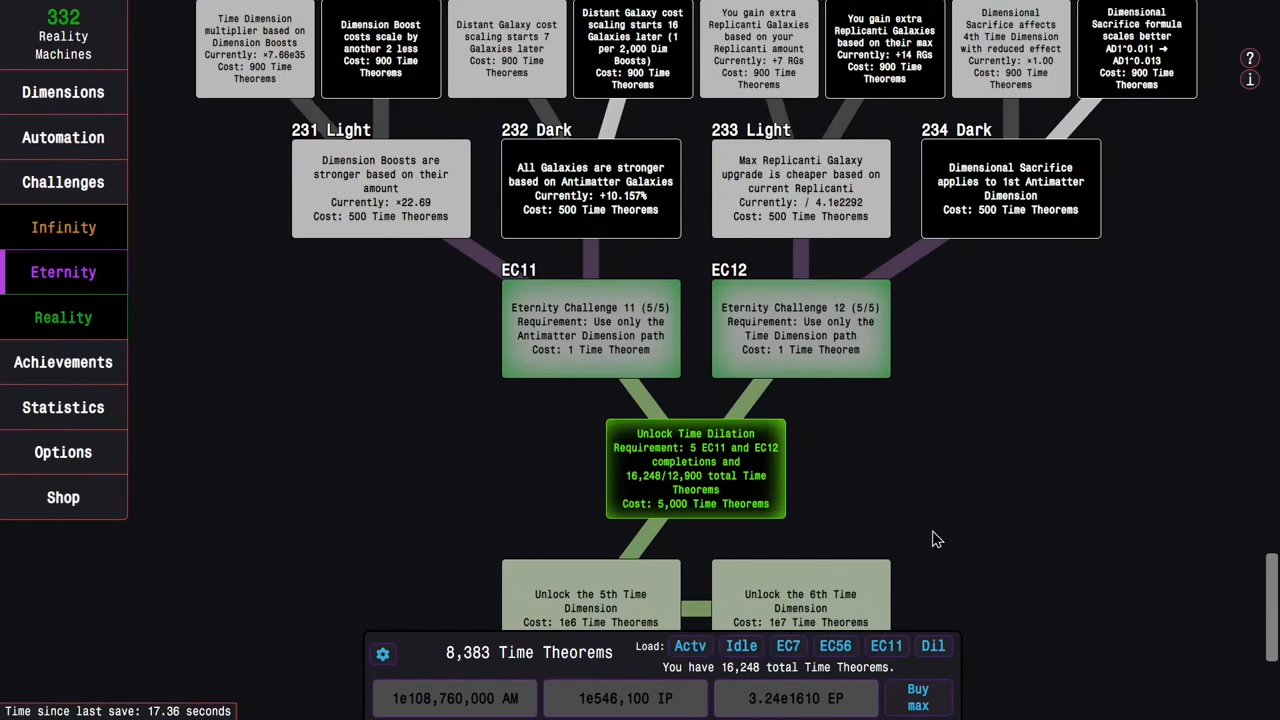 332
Reality
Machines
Dimensions
Automation
Challenges
Infinity
Eternity
Reality
Achievements
Statistics
Options
Shop
Time Dimension
multiplier based on
Dimension Boosts
Currently: ×7.66e35
Cost: 900 Time
Theorems
Dimension Boost
costs scale by
another 2 less
Cost: 900 Time
Theorems
Distant Galaxy cost
scaling starts 7
Galaxies later
Cost: 900 Time
Theorems
Distant Galaxy cost
scaling starts 16
Galaxies later (1
per 2,000 Dim
Boosts)
Cost: 900 Time
Theorems
You gain extra
Replicanti Galaxies
based on your
Replicanti amount
Currently: +7 RGs
Cost: 900 Time
Theorems
You gain extra
Replicanti Galaxies
based on their max
Currently: +14 RGs
Cost: 900 Time
Theorems
Dimensional
Sacrifice affects
4th Time Dimension
with reduced effect
Currently: ×1.00
Cost: 900 Time
Theorems
Dimensional
Sacrifice formula
scales better
AD1^0.011 →
AD1^0.013
Cost: 900 Time
Theorems
?
i
231 Light
Dimension Boosts are
stronger based on their
amount
Currently: ×22.69
Cost: 500 Time Theorems
232 Dark
All Galaxies are stronger
based on Antimatter Galaxies
Currently: +10.157%
Cost: 500 Time Theorems
233 Light
Max Replicanti Galaxy
upgrade is cheaper based on
current Replicanti
Currently: / 4.1e2292
Cost: 500 Time Theorems
234 Dark
Dimensional Sacrifice
applies to 1st Antimatter
Dimension
Cost: 500 Time Theorems
EC11
Eternity Challenge 11 (5/5)
Requirement: Use only the
Antimatter Dimension path
Cost: 1 Time Theorem
EC12
Eternity Challenge 12 (5/5)
Requirement: Use only the
Time Dimension path
Cost: 1 Time Theorem
Unlock Time Dilation
Requirement: 5 EC11 and EC12
completions and
16,248/12,900 total Time
Theorems
Cost: 5,000 Time Theorems
Unlock the 5th Time
Dimension
Cost: 1e6 Time Theorems
Unlock the 6th Time
Dimension
Cost: 1e7 Time Theorems
8,383 Time Theorems
Load: Actv Idle EC7 EC56 EC11 Dil
You have 16,248 total Time Theorems.
1e108,760,000 AM
1e546,100 IP
3.24e1610 EP
Buy
max
Time since last save: 17.36 seconds